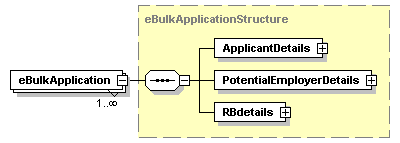 eBulkApplicationStructure
ApplicantDetails
eBulkApplication
PotentialEmployerDetails
1..∞
RBdetails